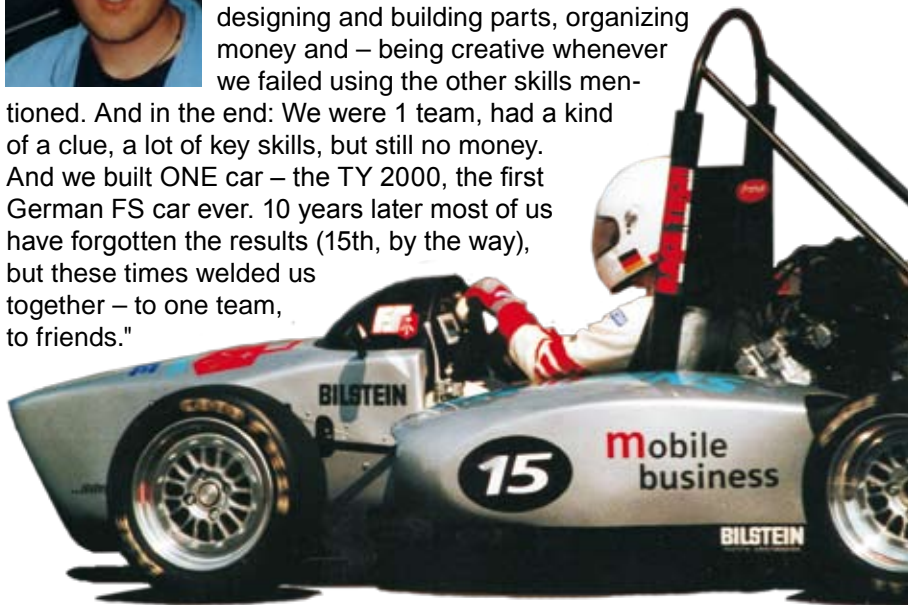 designing and building parts, organizing
money and – being creative whenever
we failed using the other skills men-
tioned. And in the end: We were 1 team, had a kind
of a clue, a lot of key skills, but still no money.
And we built ONE car – the TY 2000, the first
German FS car ever. 10 years later most of us
have forgotten the results (15th, by the way),
but these times welded us
together – to one team,
to friends."
BILSTEIN
15
mobile
business
BILSTEIN